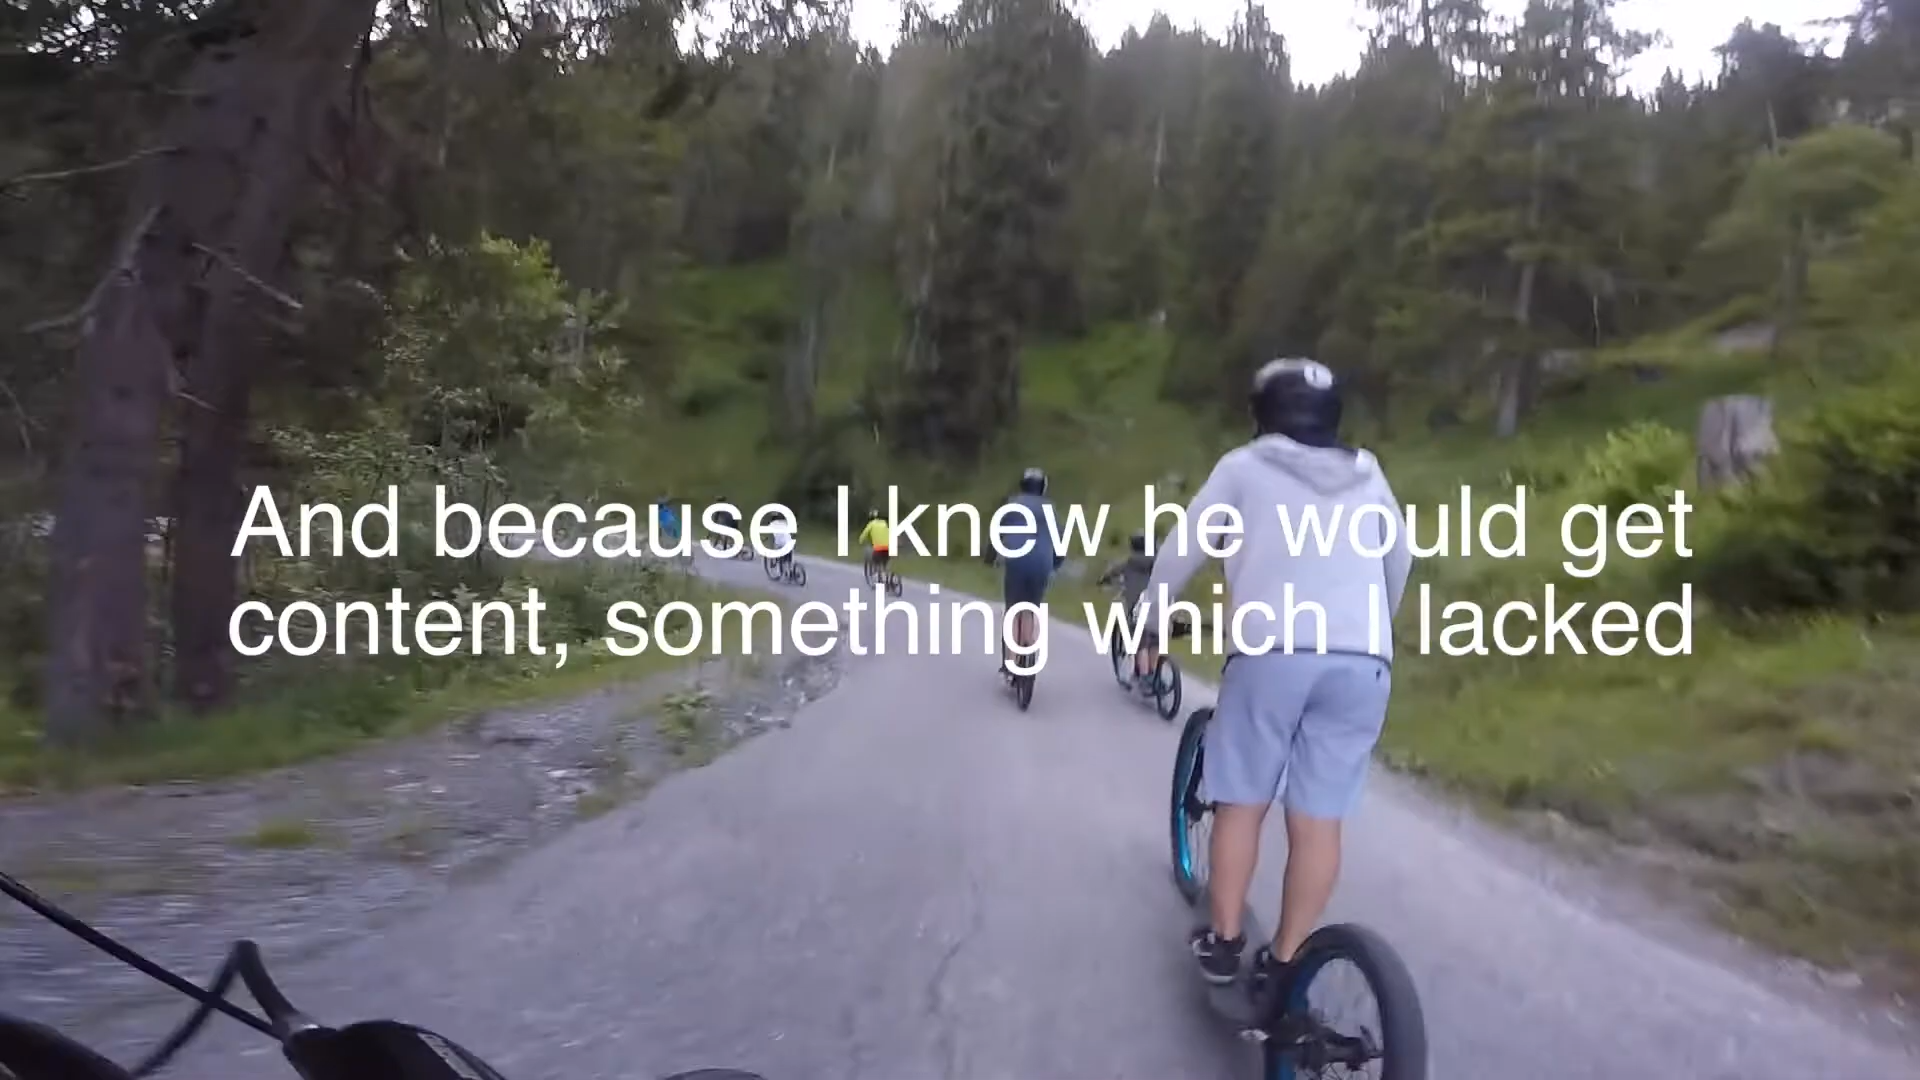 And because I knew he would get
content, something which I lacked